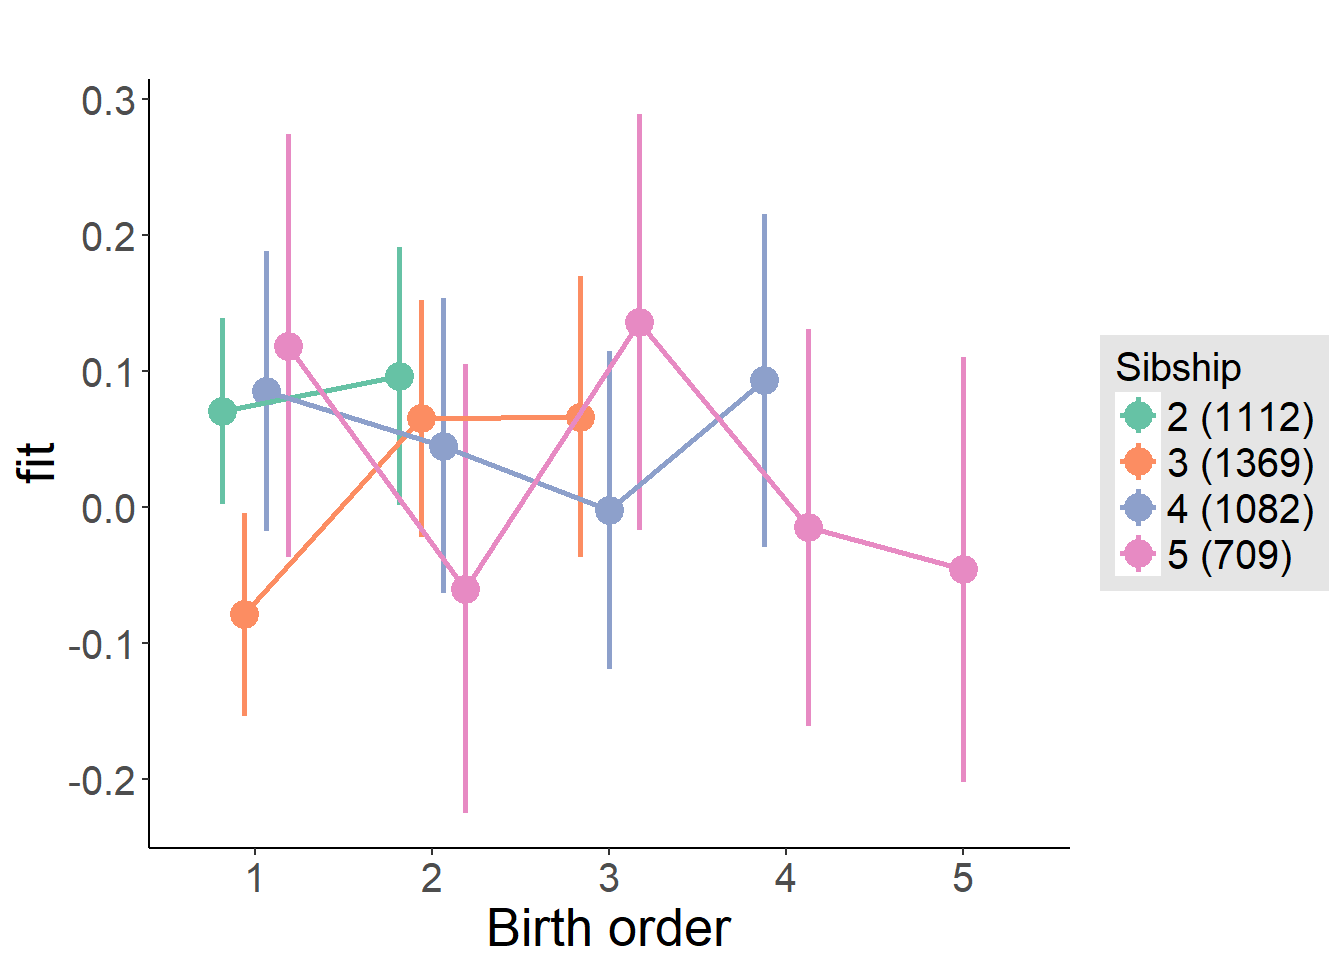 0.3
0.2
0.1
0.0
-0.1
-0.2
fit
1 2 3 4 5
Birth order
Sibship
2 (1112)
3 (1369)
4 (1082)
5 (709)